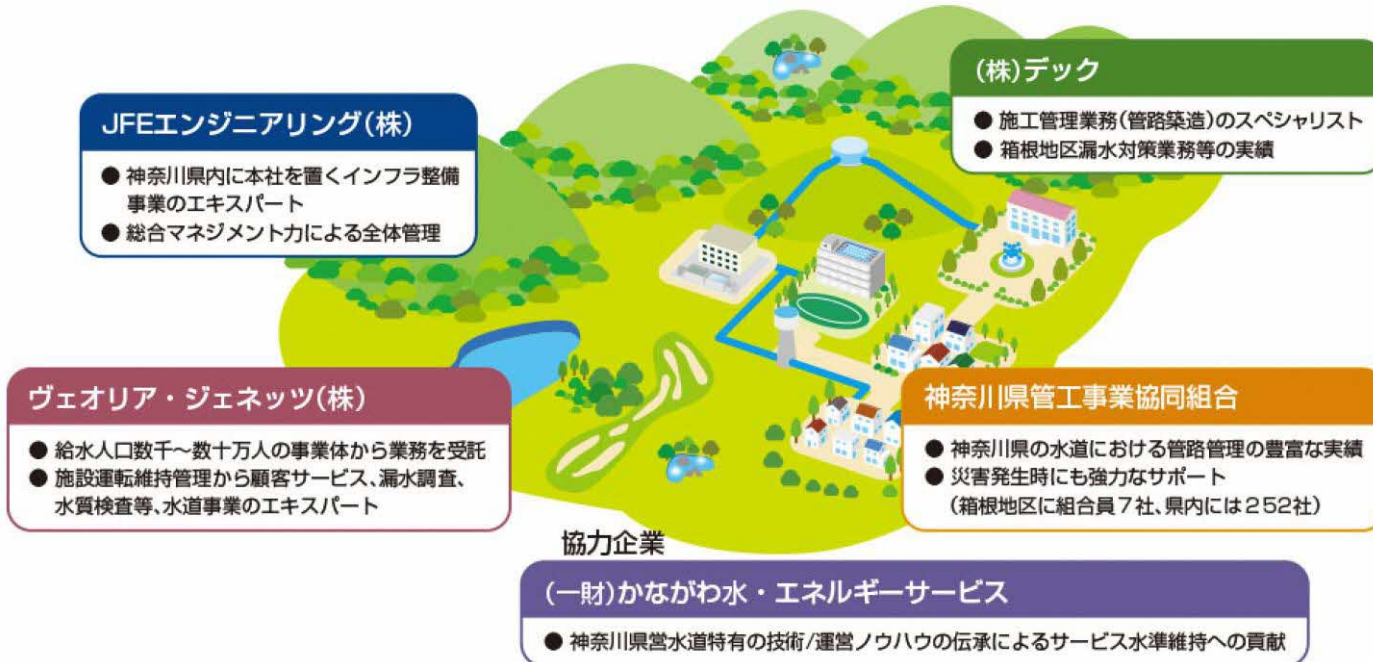 JFEエンジニアリング(株)
● 神奈川県内に本社を置くインフラ整備
事業のエキスパート
● 総合マネジメント力による全体管理
(株)デック
● 施工管理業務(管路築造)のスペシャリスト
● 箱根地区漏水対策業務等の実績
ヴェオリア・ジェネッツ(株)
● 給水人口数千~数十万人の事業体から業務を受託
● 施設運転維持管理から顧客サービス、漏水調査、
水質検査等、水道事業のエキスパート
神奈川県管工事業協同組合
● 神奈川県の水道における管路管理の豊富な実績
● 災害発生時にも強力なサポート
(箱根地区に組合員7社、県内には252社)
協力企業
(一財)かながわ水・エネルギーサービス
● 神奈川県営水道特有の技術/運営ノウハウの伝承によるサービス水準維持への貢献